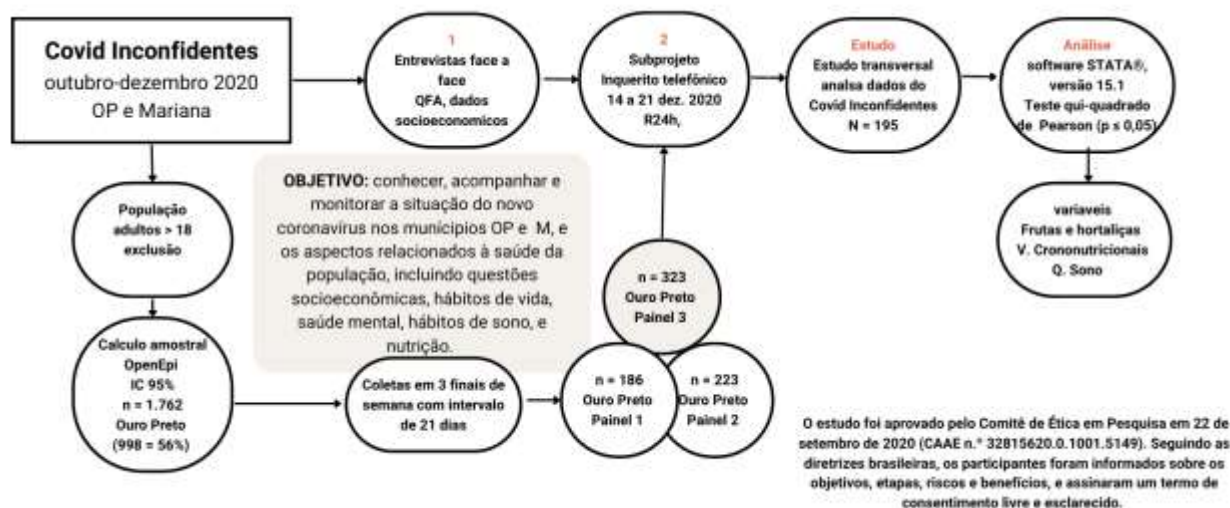 Covid Inconfidentes
outubro-dezembro 2020
OP e Mariana
1
Entrevistas face a
face
QFA, dados
socioeconomicos
2
Subprojeto
Inquerito telefônico
14 a 21 dez. 2020
R24h,
Estudo
Estudo transversal
analsa dados do
Covid Inconfidentes
N = 195
Análise
software STATA®,
versão 15.1
Teste qui-quadrado
de Pearson (p ≤ 0,05)
População
adultos > 18
exclusão
OBJETIVO: conhecer, acompanhar e
monitorar a situação do novo
coronavírus nos municípios OP e M, e
os aspectos relacionados à saúde da
população, incluindo questões
socioeconômicas, hábitos de vida,
saúde mental, hábitos de sono, e
nutrição.
variaveis
Frutas e hortaliças
V. Crononutricionais
Q. Sono
n = 323
Ouro Preto
Painel 3
Calculo amostral
OpenEpi
IC 95%
n = 1.762
Ouro Preto
(998 = 56%)
Coletas em 3 finais de
semana com intervalo
de 21 dias
n = 186
Ouro Preto
Painel 1
n = 223
Ouro Preto
Painel 2
O estudo foi aprovado pelo Comitê de Ética em Pesquisa em 22 de
setembro de 2020 (CAAE n.° 32815620.0.1001.5149). Seguindo as
diretrizes brasileiras, os participantes foram informados sobre os
objetivos, etapas, riscos e benefícios, e assinaram um termo de
consentimento livre e esclarecido.